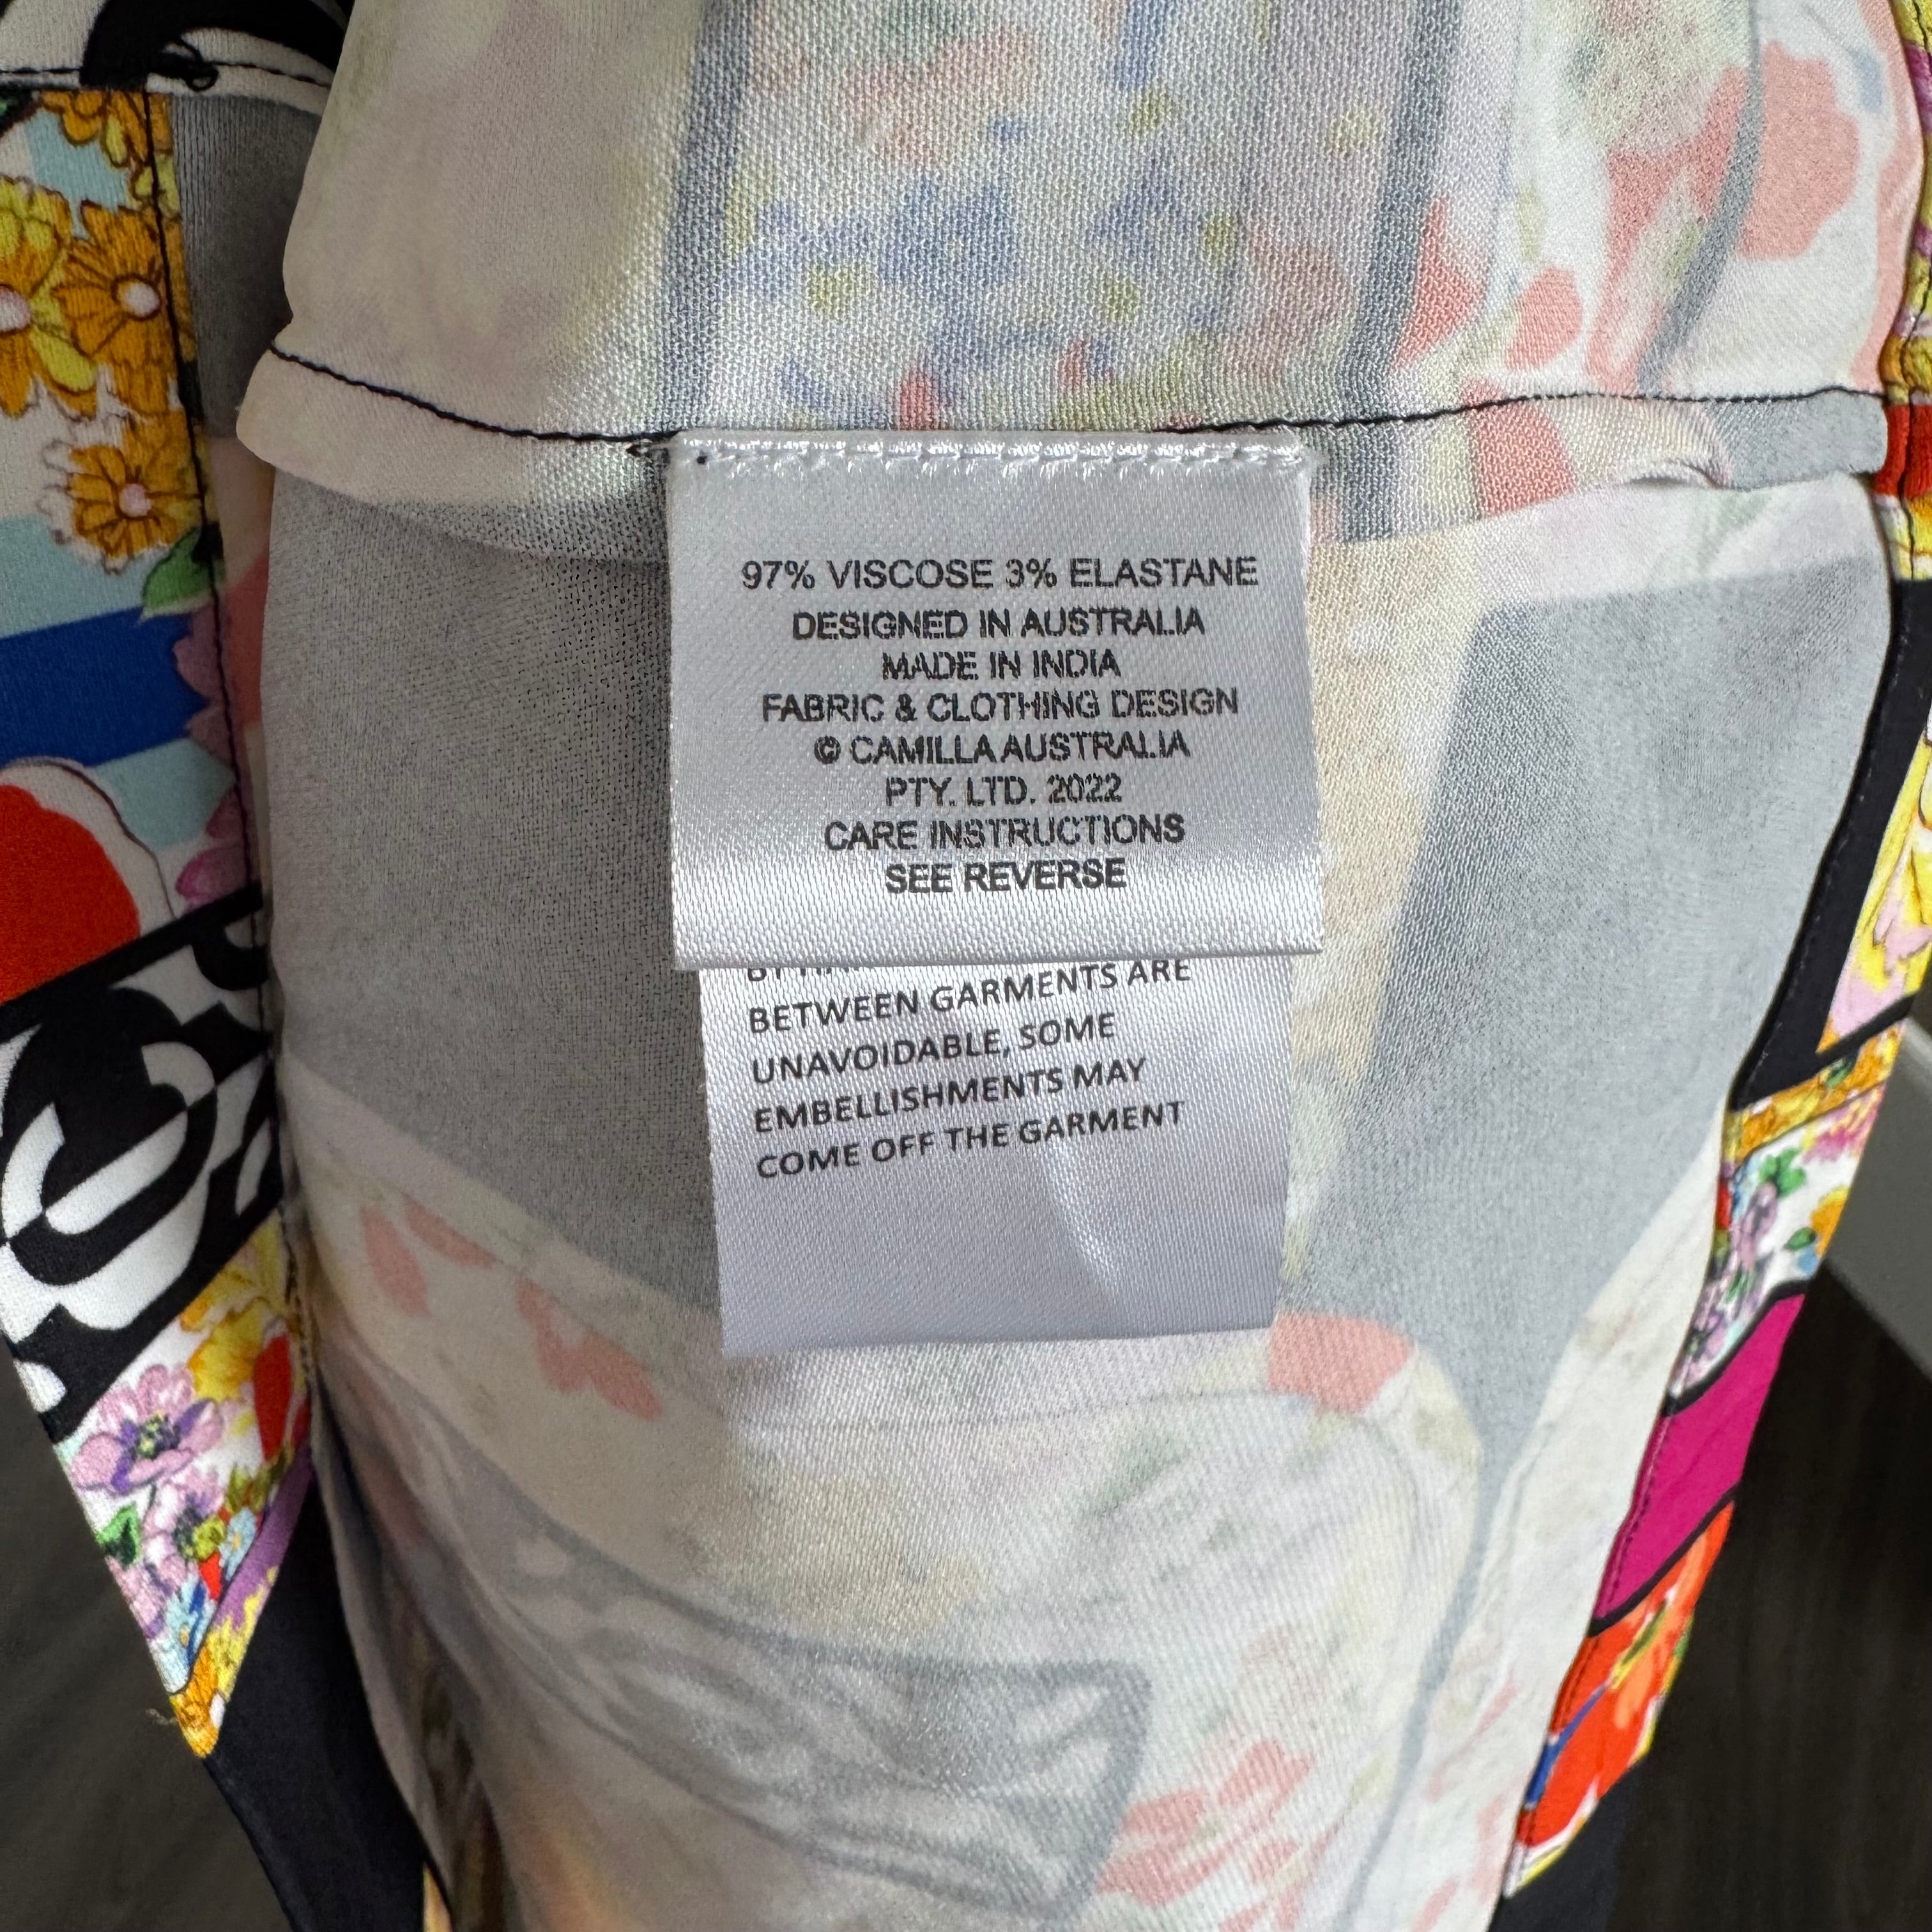 97% VISCOSE 3% ELASTANE
DESIGNED IN AUSTRALIA
MADE IN INDIA
FABRIC & CLOTHING DESIGN
© CAMILLA AUSTRALIA
PTY. LTD. 2022
CARE INSTRUCTIONS
SEE REVERSE
BETWEEN GARMENTS ARE
UNAVOIDABLE, SOME
EMBELLISHMENTS MAY
COME OFF THE GARMENT